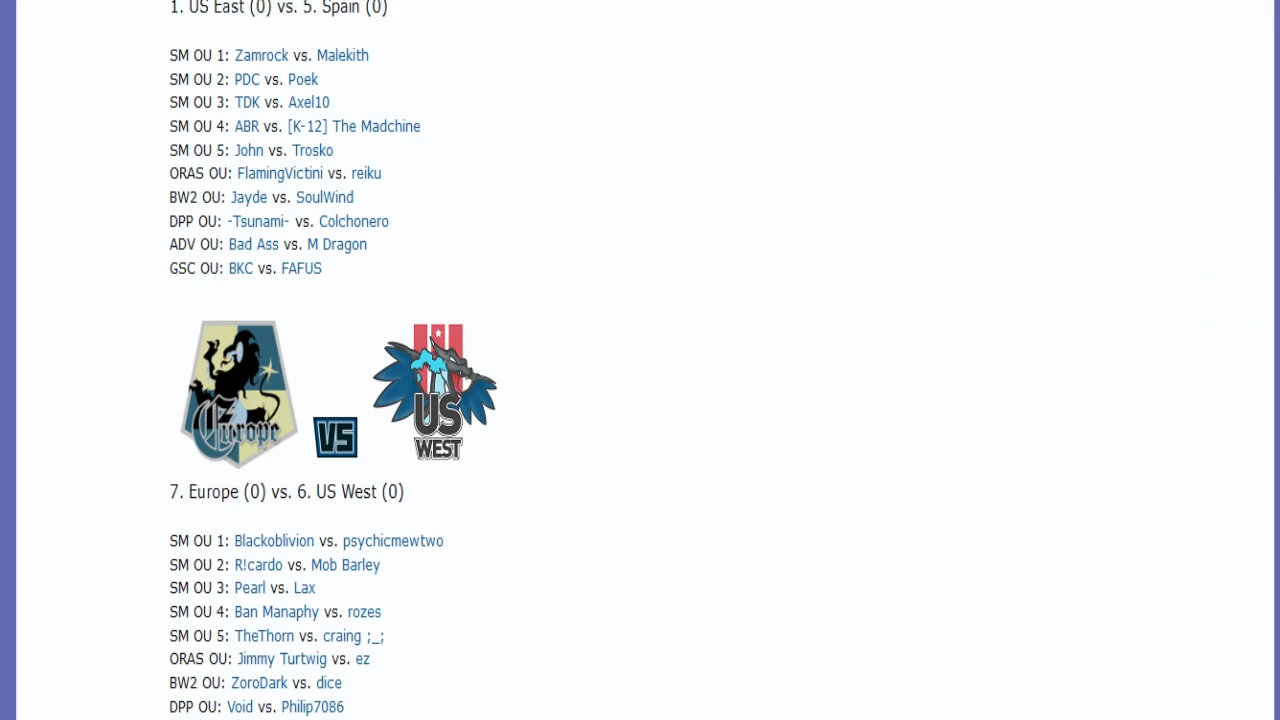 1. US East (0) vs. 5. Spain (0)
SM OU 1: Zamrock vs. Malekith
SM OU 2: PDC vs. Poek
SM OU 3: TDK vs. Axel10
SM OU 4: ABR vs. [K-12] The Madchine
SM OU 5: John vs. Trosko
ORAS OU: FlamingVictini vs. reiku
BW2 OU: Jayde vs. SoulWind
DPP OU: -Tsunami- vs. Colchonero
ADV OU: Bad Ass vs. M Dragon
GSC OU: BKC vs. FAFUS
Europe
VS
US
WEST
7. Europe (0) vs. 6. US West (0)
SM OU 1: Blackoblivion vs. psychicmewtwo
SM OU 2: R!cardo vs. Mob Barley
SM OU 3: Pearl vs. Lax
SM OU 4: Ban Manaphy vs. rozes
SM OU 5: TheThorn vs. craing ;_;
ORAS OU: Jimmy Turtwig vs. ez
BW2 OU: ZoroDark vs. dice
DPP OU: Void vs. Philip7086